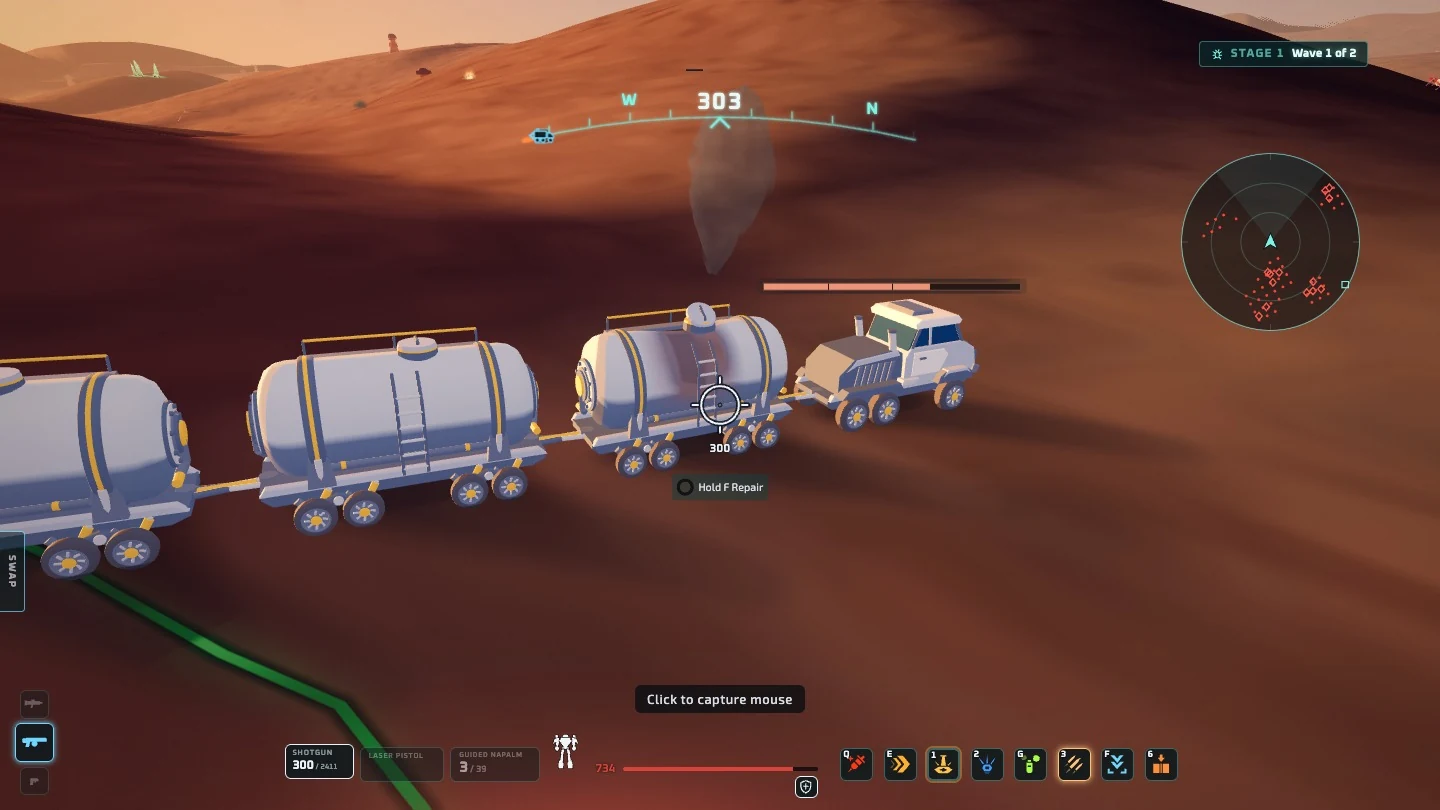 STAGE 1 Wave 1 of 2
W 303 N
300
Hold F Repair
SWAP
Click to capture mouse
SHOTGUN
300 / 2411
LASER PISTOL
GUIDED NAPALM
3 / 39
734
Q E 1 2 G 3 F 6